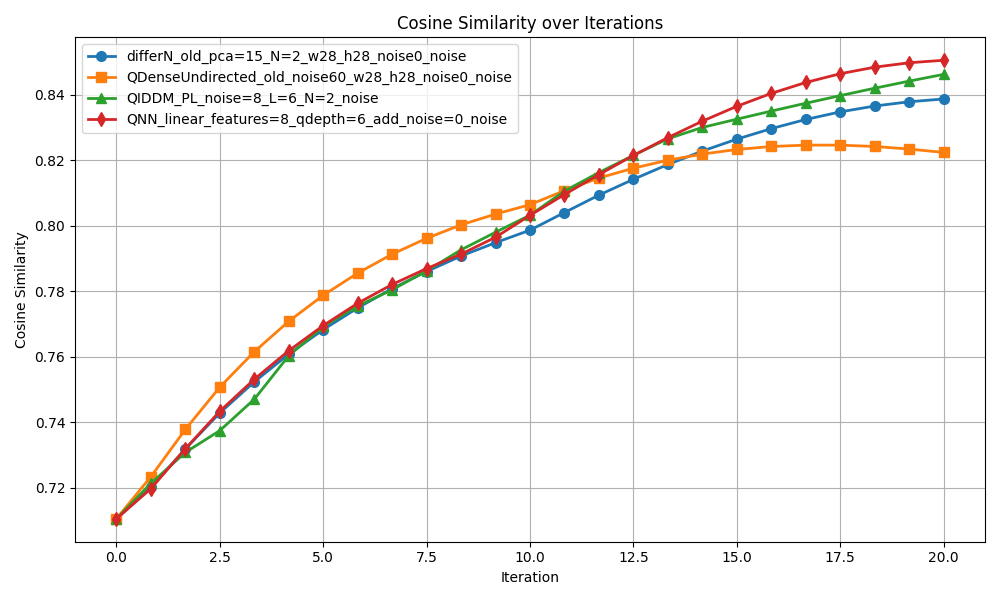 Cosine Similarity over Iterations
differN_old_pca=15_N=2_w28_h28_noise0_noise
QDenseUndirected_old_noise60_w28_h28_noise0_noise
QIDDM_PL_noise=8_L=6_N=2_noise
QNN_linear_features=8_qdepth=6_add_noise=0_noise
Cosine Similarity
0.84
0.82
0.80
0.78
0.76
0.74
0.72
0.0 2.5 5.0 7.5 10.0 12.5 15.0 17.5 20.0
Iteration